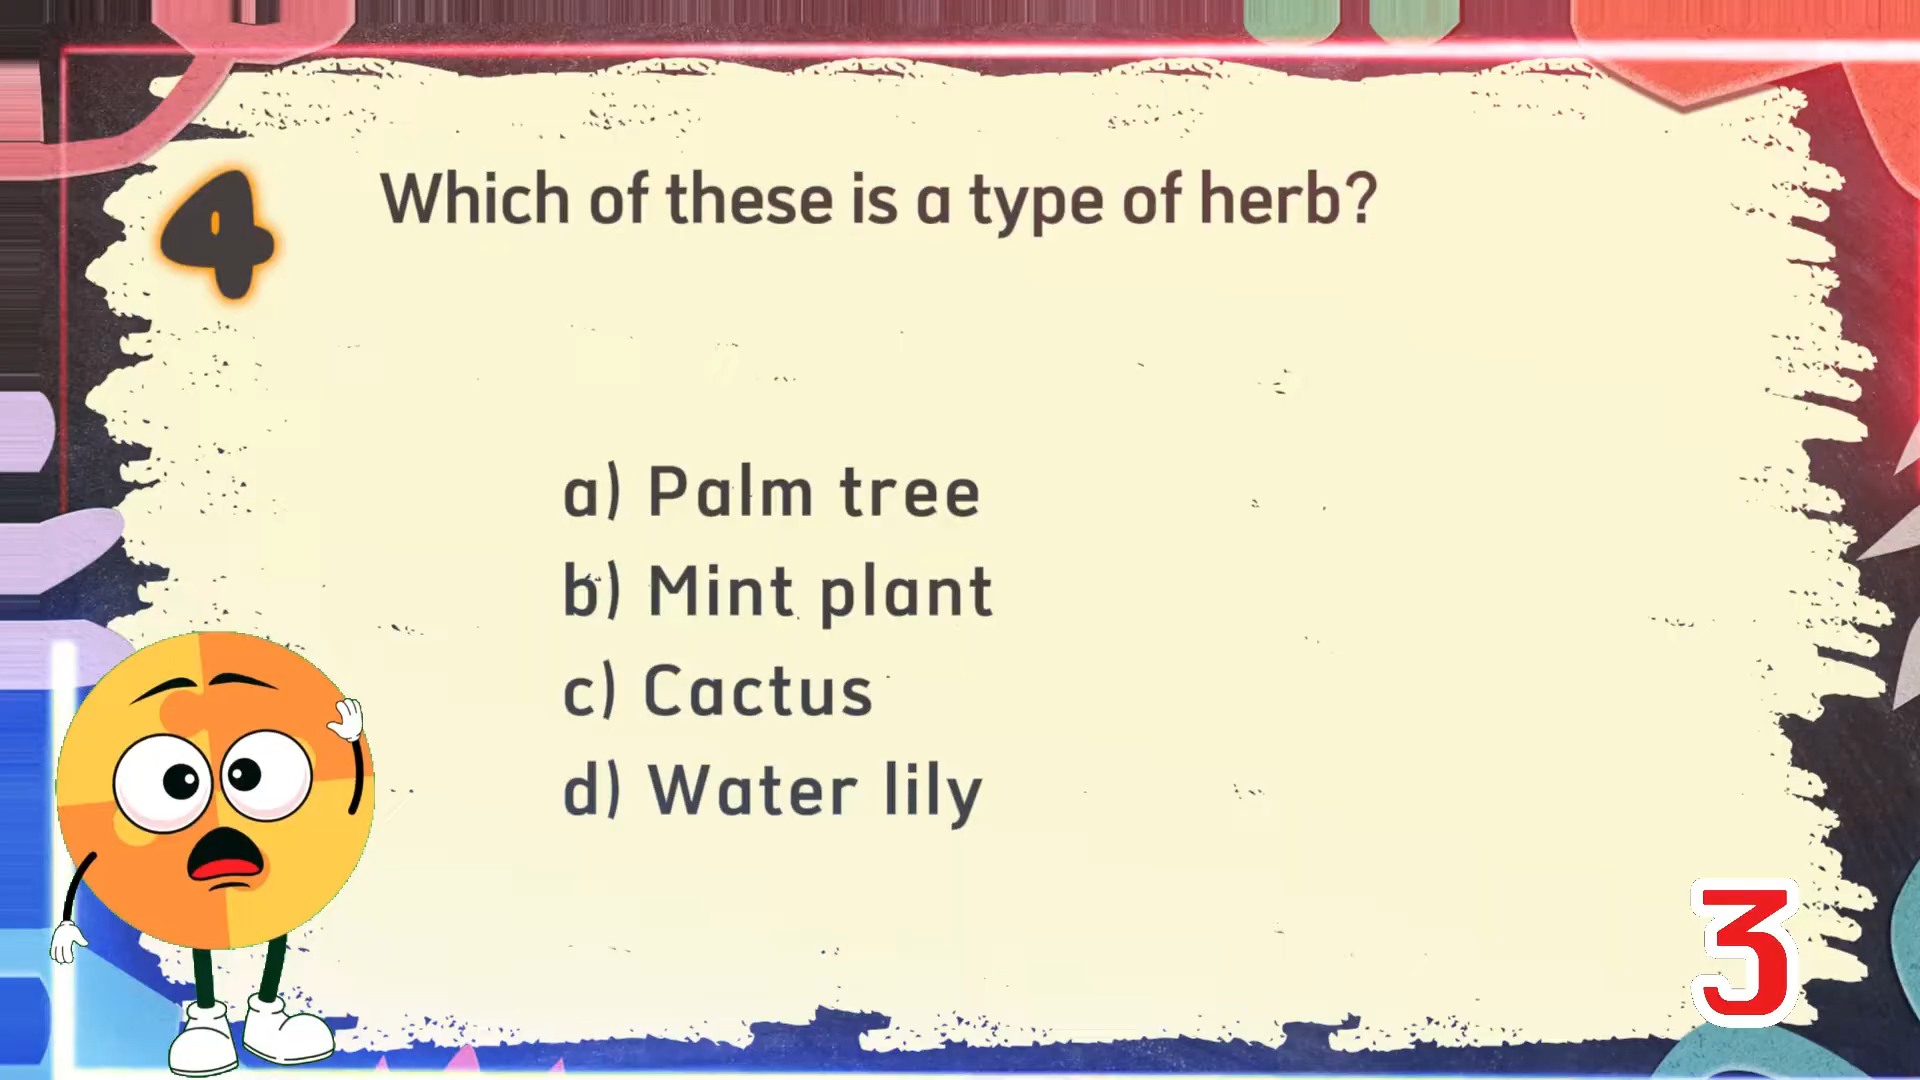 4
Which of these is a type of herb?
a) Palm tree
b) Mint plant
c) Cactus
d) Water lily
3